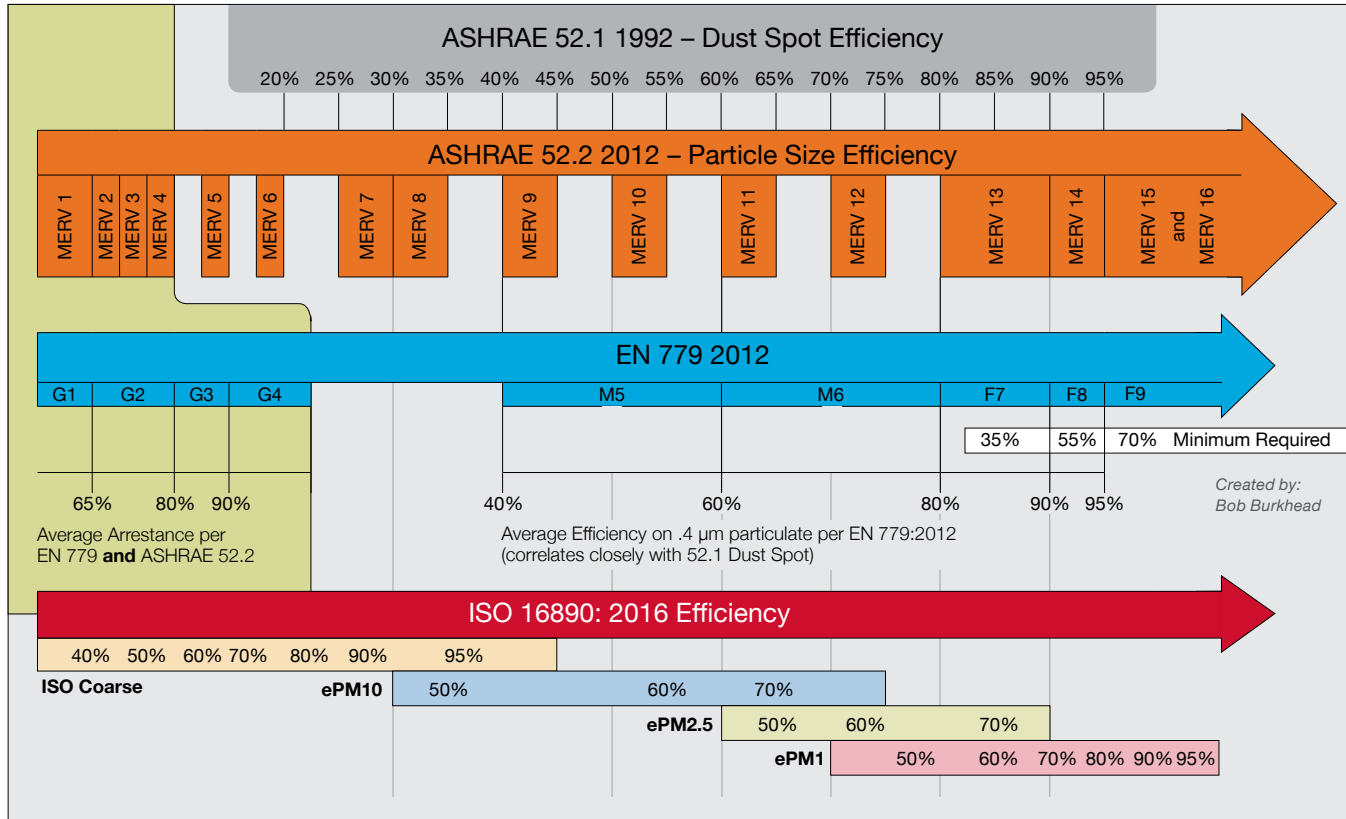 ASHRAE 52.1 1992 – Dust Spot Efficiency
20% 25% 30% 35% 40% 45% 50% 55% 60% 65% 70% 75% 80% 85% 90% 95%
ASHRAE 52.2 2012 – Particle Size Efficiency
MERV 1
MERV 2
MERV 3
MERV 4
MERV 5
MERV 6
MERV 7
MERV 8
MERV 9
MERV 10
MERV 11
MERV 12
MERV 13
MERV 14
MERV 15
and
MERV 16
EN 779 2012
G1 G2 G3 G4 M5 M6 F7 F8 F9
35% 55% 70% Minimum Required
65% 80% 90% 40% 60% 80% 90% 95%
Created by:
Bob Burkhead
Average Arrestance per
EN 779 and ASHRAE 52.2
Average Efficiency on .4 µm particulate per EN 779:2012
(correlates closely with 52.1 Dust Spot)
ISO 16890: 2016 Efficiency
40% 50% 60% 70% 80% 90% 95%
ISO Coarse
ePM10 50% 60% 70%
ePM2.5 50% 60% 70%
ePM1 50% 60% 70% 80% 90% 95%